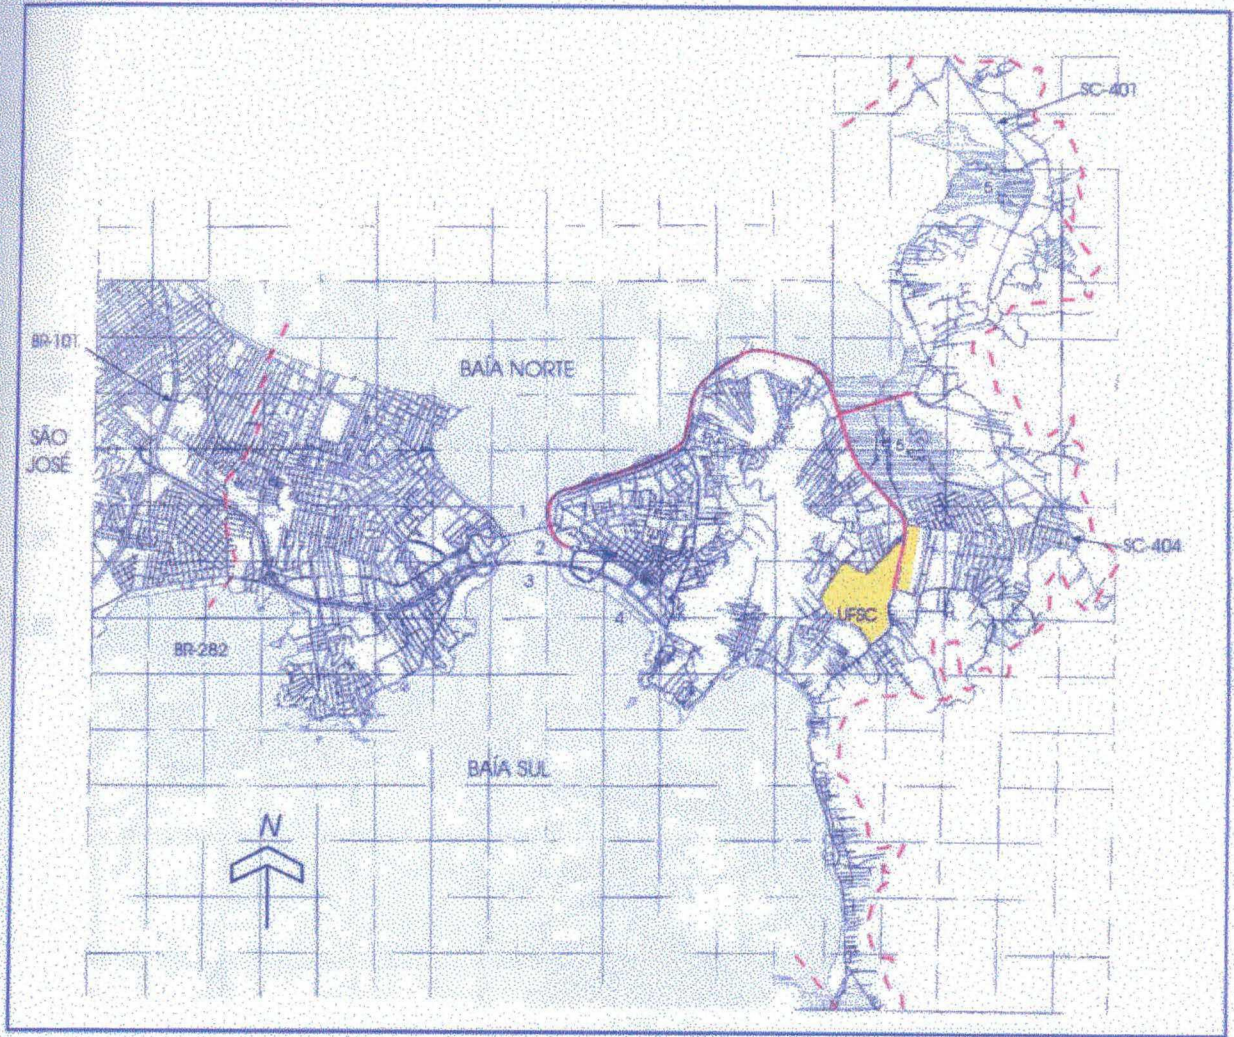 SC-401
5
BR-101
BAÍA NORTE
SÃO
JOSÉ
5
1
2
SC-404
3
UFSC
4
BR-282
BAÍA SUL
N